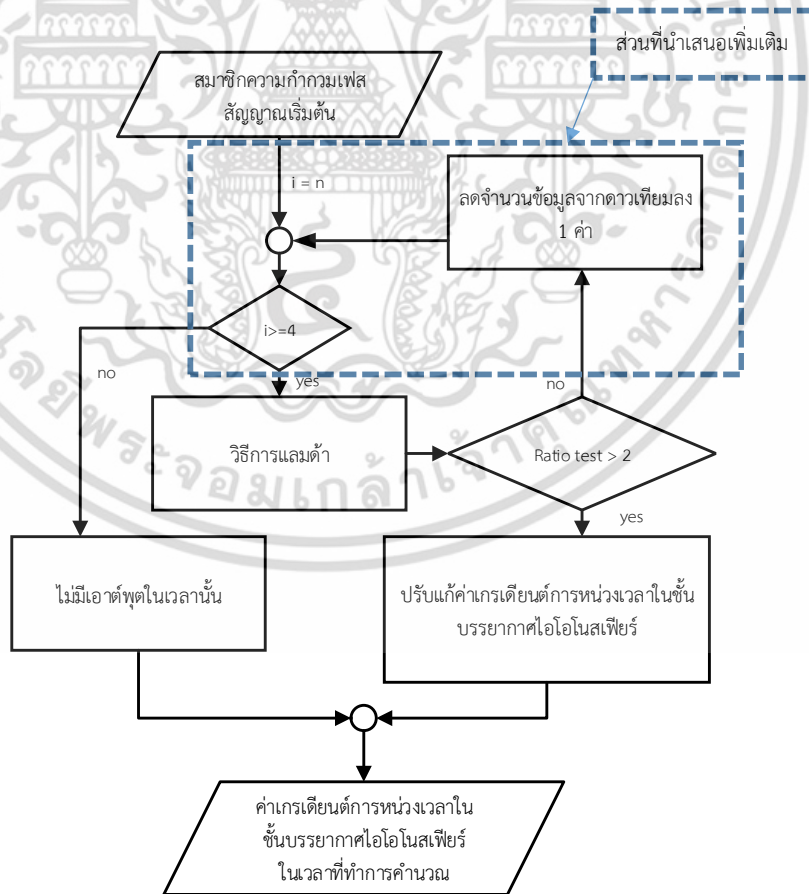 ส่วนที่นำเสนอเพิ่มเติม
สมาชิกความกำกวมเฟส
สัญญาณเริ่มต้น
i = n
ลดจำนวนข้อมูลจากดาวเทียมลง
1 ค่า
i>=4
no
yes
no
วิธีการแลมด้า
Ratio test > 2
yes
ไม่มีเอาต์พุตในเวลานั้น
ปรับแก้ค่าเกรเดียนต์การหน่วงเวลาในชั้น
บรรยากาศไอโอโนสเฟียร์
ค่าเกรเดียนต์การหน่วงเวลาใน
ชั้นบรรยากาศไอโอโนสเฟียร์
ในเวลาที่ทำการคำนวณ